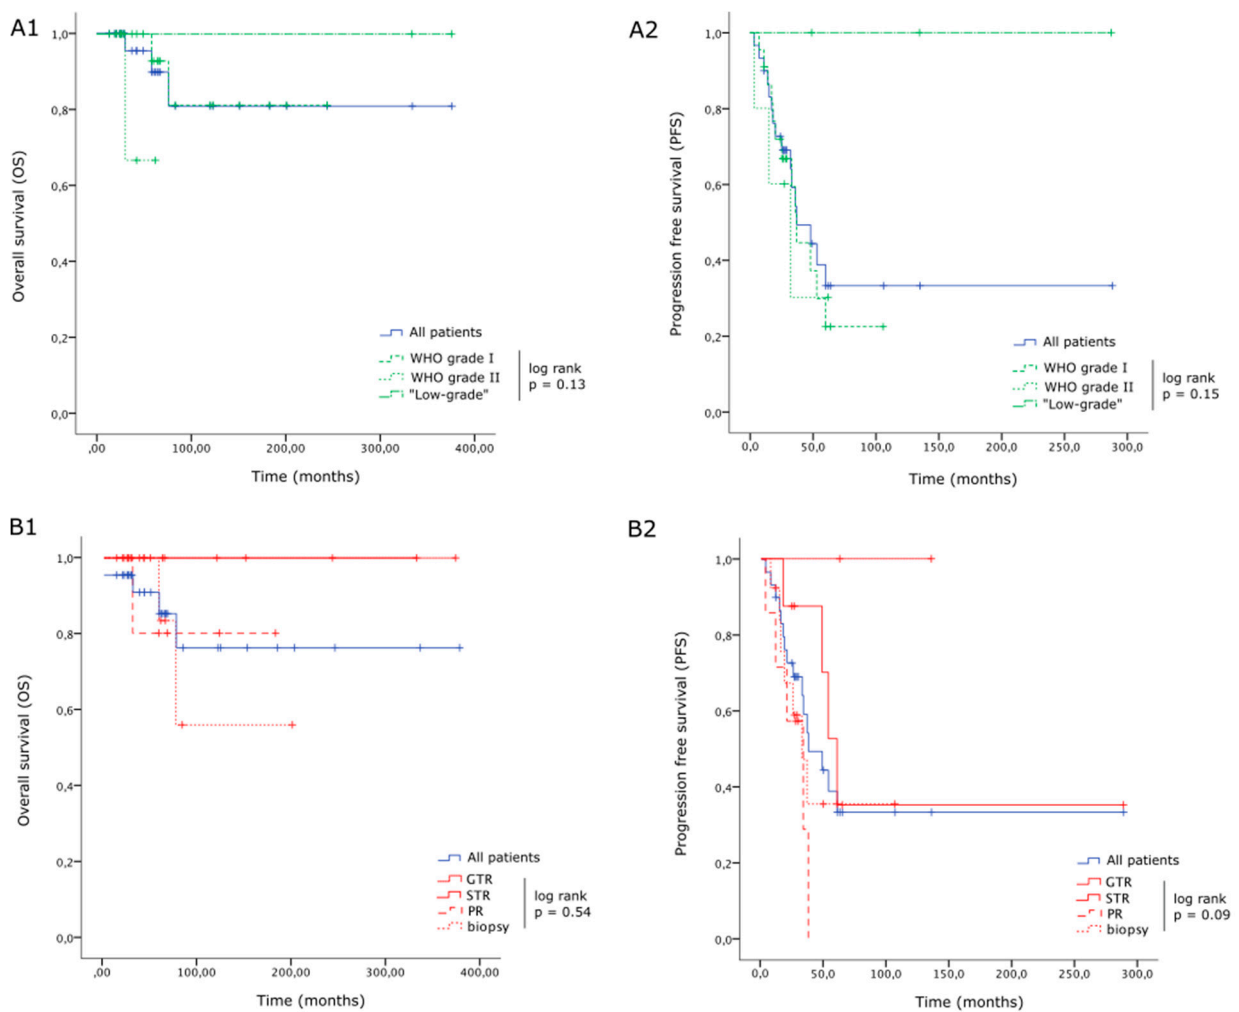 A1
1,0
0,8
0,6
0,4
0,2
0,0
Overall survival (OS)
All patients
WHO grade I
WHO grade II
"Low-grade"
log rank
p = 0.13
,00 100,00 200,00 300,00 400,00
Time (months)
A2
1,0
0,8
0,6
0,4
0,2
0,0
Progression free survival (PFS)
All patients
WHO grade I
WHO grade II
"Low-grade"
log rank
p = 0.15
0,0 50,0 100,0 150,0 200,0 250,0 300,0
Time (months)
B1
1,0
0,8
0,6
0,4
0,2
0,0
Overall survival (OS)
All patients
GTR
STR
PR
biopsy
log rank
p = 0.54
,00 100,00 200,00 300,00 400,00
Time (months)
B2
1,0
0,8
0,6
0,4
0,2
0,0
Progression free survival (PFS)
All patients
GTR
STR
PR
biopsy
log rank
p = 0.09
0,0 50,0 100,0 150,0 200,0 250,0 300,0
Time (months)